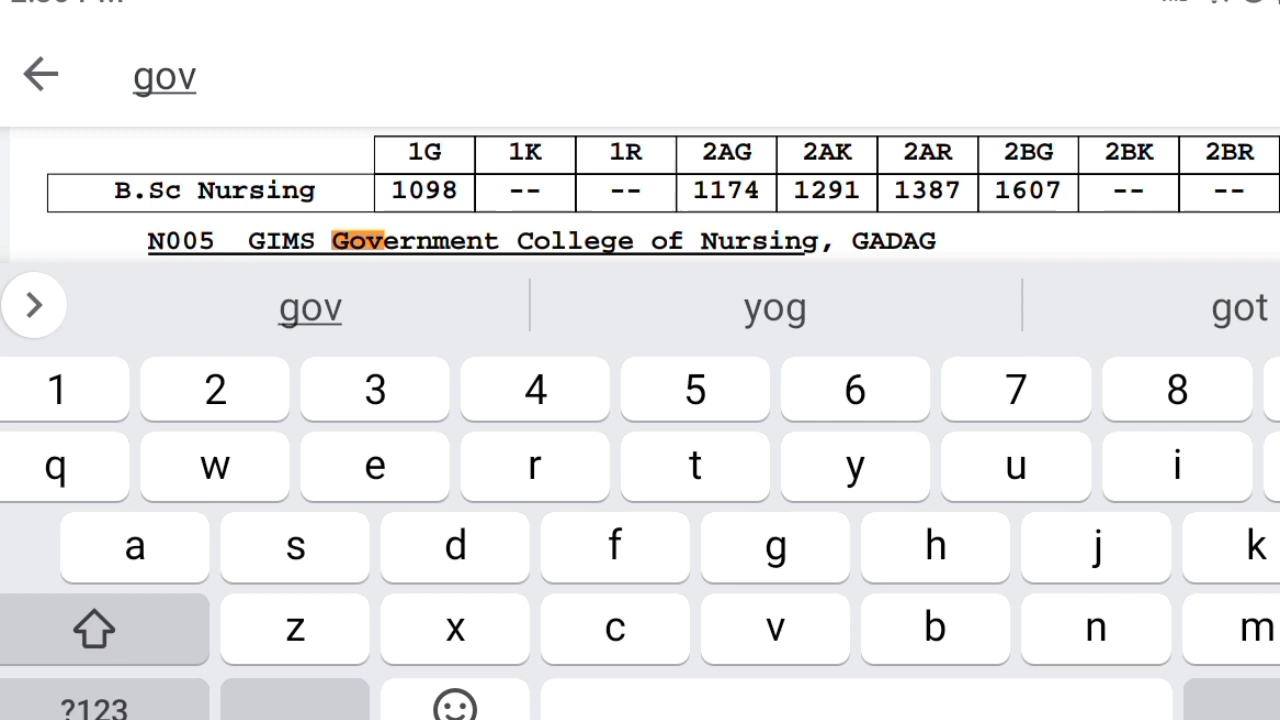 gov
1G 1K 1R 2AG 2AK 2AR 2BG 2BK 2BR
B.Sc Nursing 1098 -- -- 1174 1291 1387 1607 -- --
N005 GIMS Government College of Nursing, GADAG
gov yog got
1 2 3 4 5 6 7 8
q w e r t y u i
a s d f g h j k
z x c v b n m
?123